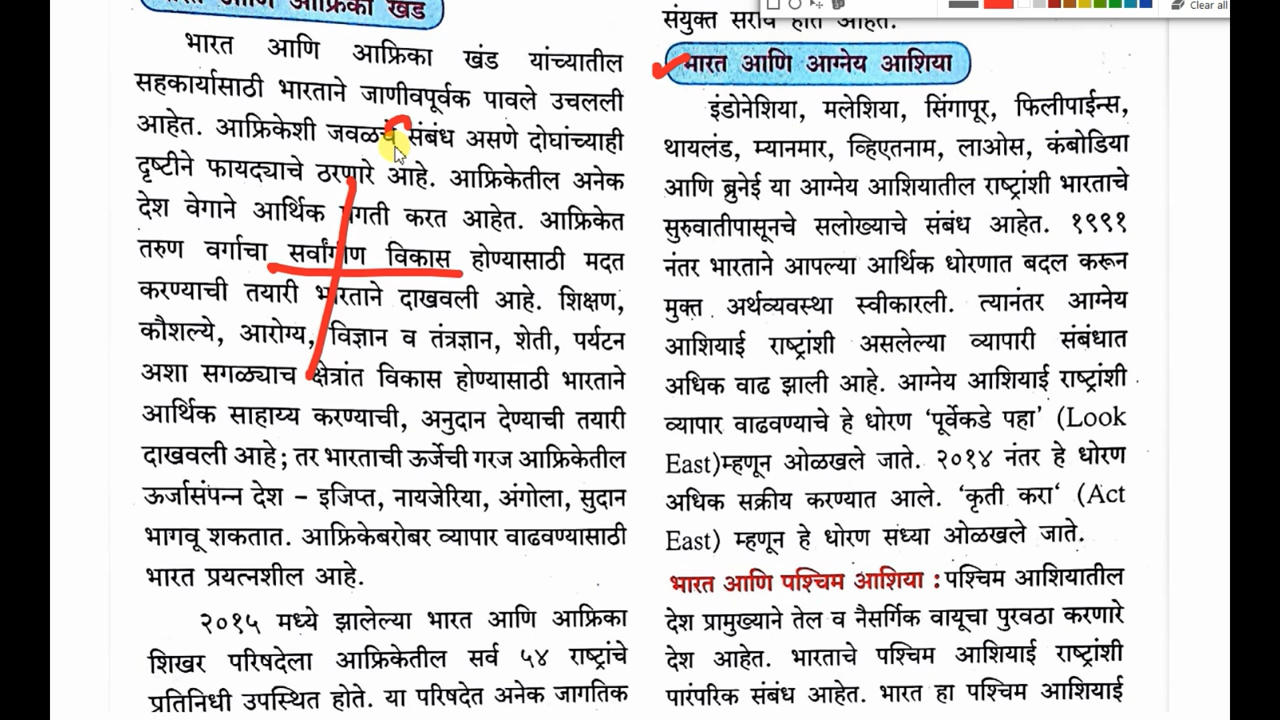 भारत आणि आफ्रिका खंड
भारत आणि आफ्रिका खंड यांच्यातील
सहकार्यासाठी भारताने जाणीवपूर्वक पावले उचलली
आहेत. आफ्रिकेशी जवळचे संबंध असणे दोघांच्याही
दृष्टीने फायद्याचे ठरणारे आहे. आफ्रिकेतील अनेक
देश वेगाने आर्थिक प्रगती करत आहेत. आफ्रिकेत
तरुण वर्गाचा सर्वांगीण विकास होण्यासाठी मदत
करण्याची तयारी भारताने दाखवली आहे. शिक्षण,
कौशल्ये, आरोग्य, विज्ञान व तंत्रज्ञान, शेती, पर्यटन
अशा सगळ्याच क्षेत्रांत विकास होण्यासाठी भारताने
आर्थिक साहाय्य करण्याची, अनुदान देण्याची तयारी
दाखवली आहे; तर भारताची ऊर्जेची गरज आफ्रिकेतील
ऊर्जासंपन्न देश – इजिप्त, नायजेरिया, अंगोला, सुदान
भागवू शकतात. आफ्रिकेबरोबर व्यापार वाढवण्यासाठी
भारत प्रयत्नशील आहे.
२०१५ मध्ये झालेल्या भारत आणि आफ्रिका
शिखर परिषदेला आफ्रिकेतील सर्व ५४ राष्ट्रांचे
प्रतिनिधी उपस्थित होते. या परिषदेत अनेक जागतिक
संयुक्त सराव होत आहेत.
भारत आणि आग्नेय आशिया
इंडोनेशिया, मलेशिया, सिंगापूर, फिलीपाईन्स,
थायलंड, म्यानमार, व्हिएतनाम, लाओस, कंबोडिया
आणि ब्रुनेई या आग्नेय आशियातील राष्ट्रांशी भारताचे
सुरुवातीपासूनचे सलोख्याचे संबंध आहेत. १९९१
नंतर भारताने आपल्या आर्थिक धोरणात बदल करून
मुक्त अर्थव्यवस्था स्वीकारली. त्यानंतर आग्नेय
आशियाई राष्ट्रांशी असलेल्या व्यापारी संबंधात
अधिक वाढ झाली आहे. आग्नेय आशियाई राष्ट्रांशी
व्यापार वाढवण्याचे हे धोरण ‘पूर्वेकडे पहा’ (Look
East)म्हणून ओळखले जाते. २०१४ नंतर हे धोरण
अधिक सक्रीय करण्यात आले. ‘कृती करा‘ (Act
East) म्हणून हे धोरण संध्या ओळखले जाते.
भारत आणि पश्चिम आशिया : पश्चिम आशियातील
देश प्रामुख्याने तेल व नैसर्गिक वायूचा पुरवठा करणारे
देश आहेत. भारताचे पश्चिम आशियाई राष्ट्रांशी
पारंपरिक संबंध आहेत. भारत हा पश्चिम आशियाई
Clear all